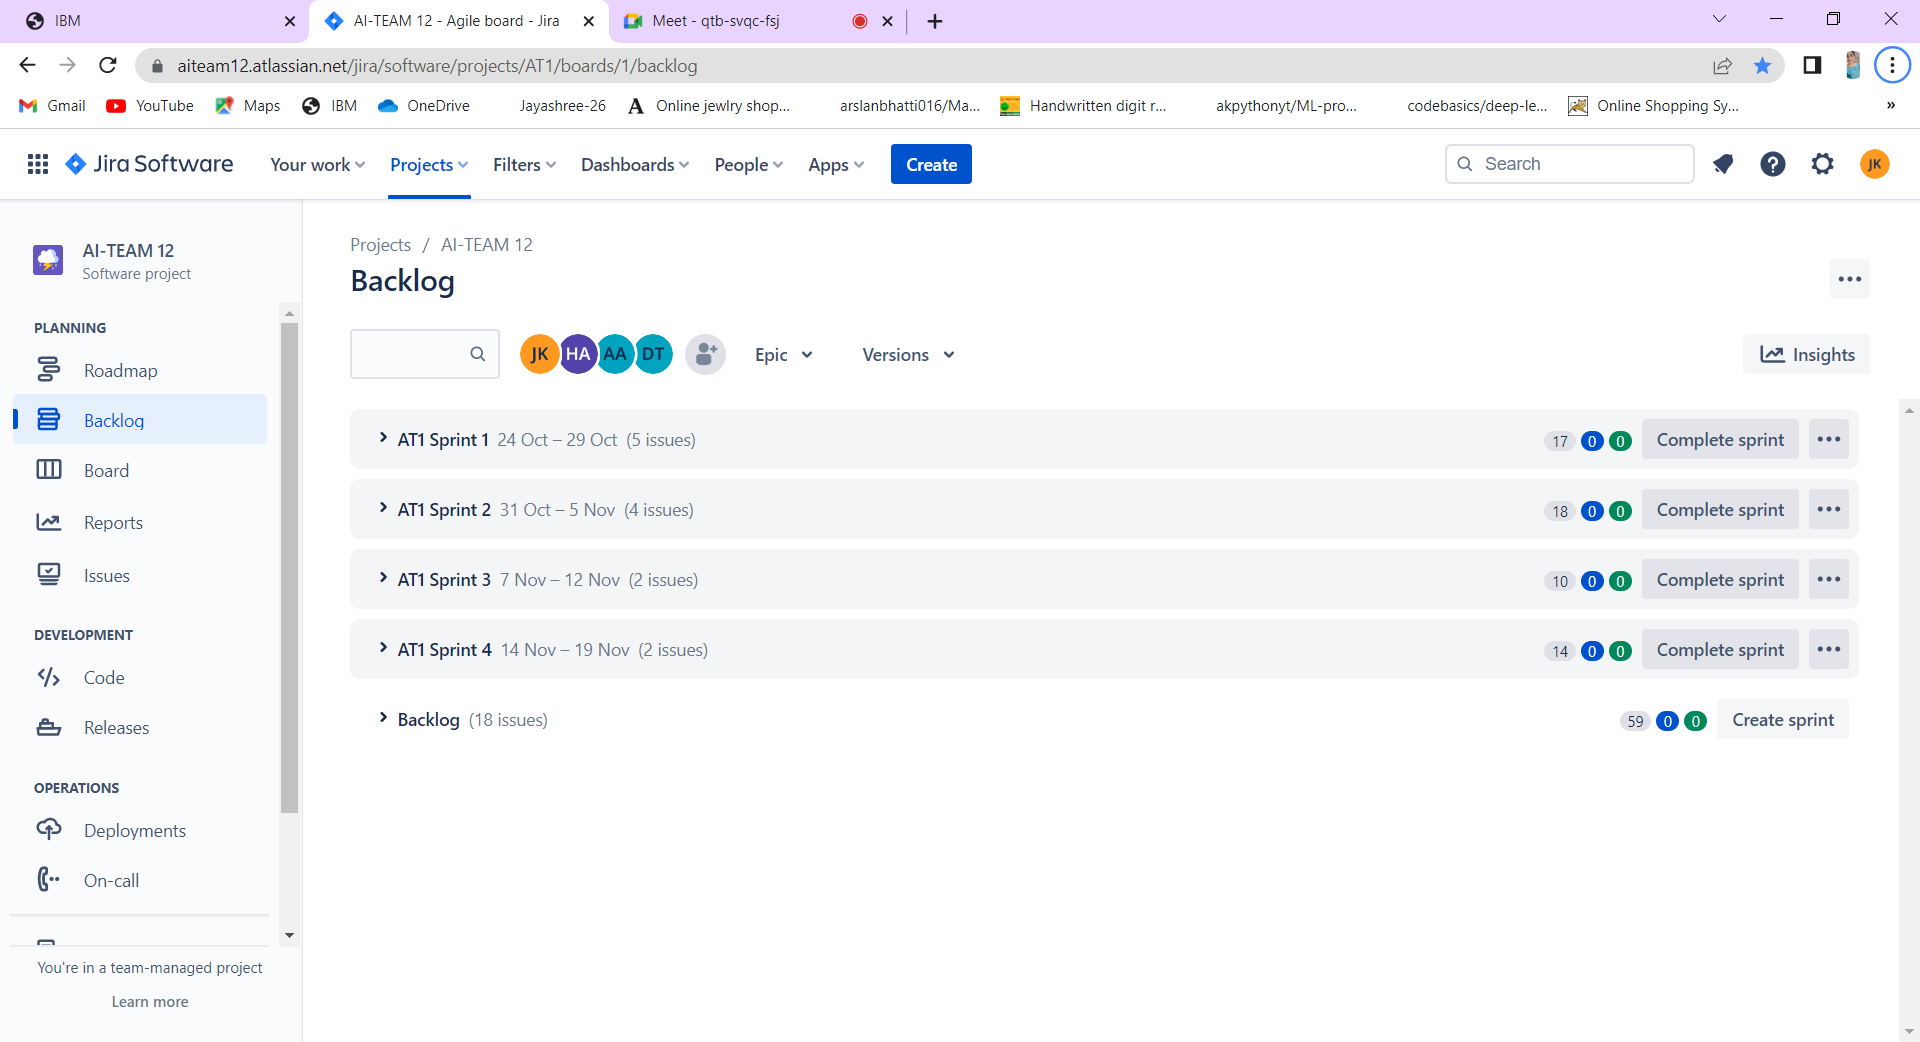 IBM
AI-TEAM 12 - Agile board - Jira
Meet - qtb-svqc-fsj
aiteam12.atlassian.net/jira/software/projects/AT1/boards/1/backlog
Gmail YouTube Maps IBM OneDrive Jayashree-26 Online jewlry shop... arslanbhatti016/Ma... Handwritten digit r... akpythonyt/ML-pro... codebasics/deep-le... Online Shopping Sy... »
Jira Software Your work Projects Filters Dashboards People Apps Create Search JK
AI-TEAM 12
Software project
PLANNING
Roadmap
Backlog
Board
Reports
Issues
DEVELOPMENT
Code
Releases
OPERATIONS
Deployments
On-call
You're in a team-managed project
Learn more
Projects / AI-TEAM 12
Backlog
JK HA AA DT Epic Versions Insights
AT1 Sprint 1 24 Oct – 29 Oct (5 issues) 17 0 0 Complete sprint
AT1 Sprint 2 31 Oct – 5 Nov (4 issues) 18 0 0 Complete sprint
AT1 Sprint 3 7 Nov – 12 Nov (2 issues) 10 0 0 Complete sprint
AT1 Sprint 4 14 Nov – 19 Nov (2 issues) 14 0 0 Complete sprint
Backlog (18 issues) 59 0 0 Create sprint